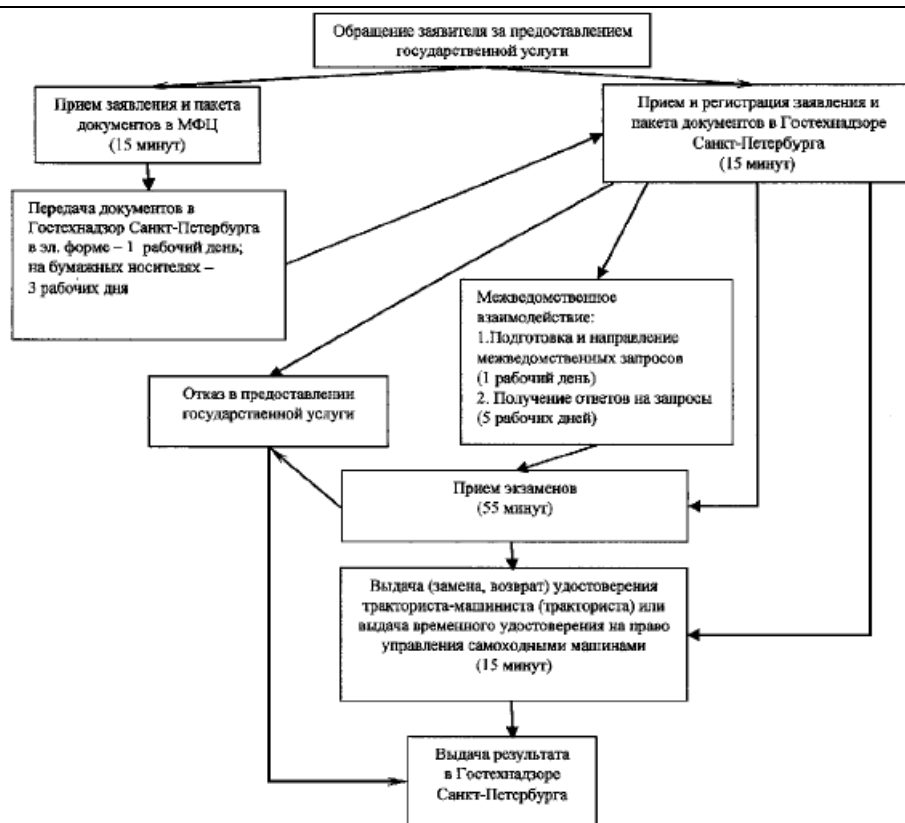 Обращение заявителя за предоставлением
государственной услуги
Прием заявления и пакета
документов в МФЦ
(15 минут)
Прием и регистрация заявления и
пакета документов в Гостехнадзоре
Санкт-Петербурга
(15 минут)
Передача документов в
Гостехнадзор Санкт-Петербурга
в эл. форме – 1 рабочий день;
на бумажных носителях –
3 рабочих дня
Межведомственное
взаимодействие:
1.Подготовка и направление
межведомственных запросов
(1 рабочий день)
2. Получение ответов на запросы
(5 рабочих дней)
Отказ в предоставлении
государственной услуги
Прием экзаменов
(55 минут)
Выдача (замена, возврат) удостоверения
тракториста-машиниста (тракториста) или
выдача временного удостоверения на право
управления самоходными машинами
(15 минут)
Выдача результата
в Гостехнадзоре
Санкт-Петербурга